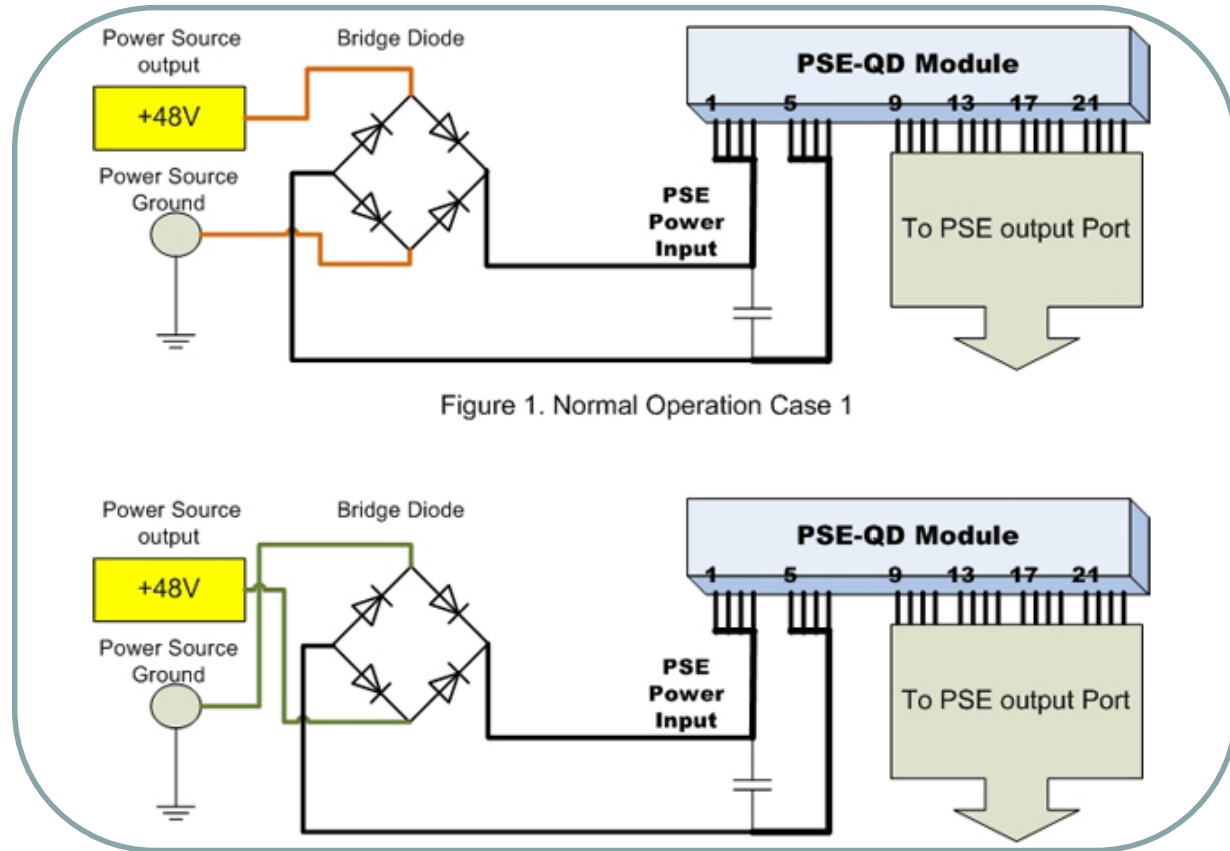 Power Source
output
Bridge Diode
+48V
Power Source
Ground
PSE-QD Module
1 5 9 13 17 21
PSE
Power
Input
To PSE output Port
Figure 1. Normal Operation Case 1
Power Source
output
Bridge Diode
+48V
Power Source
Ground
PSE-QD Module
1 5 9 13 17 21
PSE
Power
Input
To PSE output Port